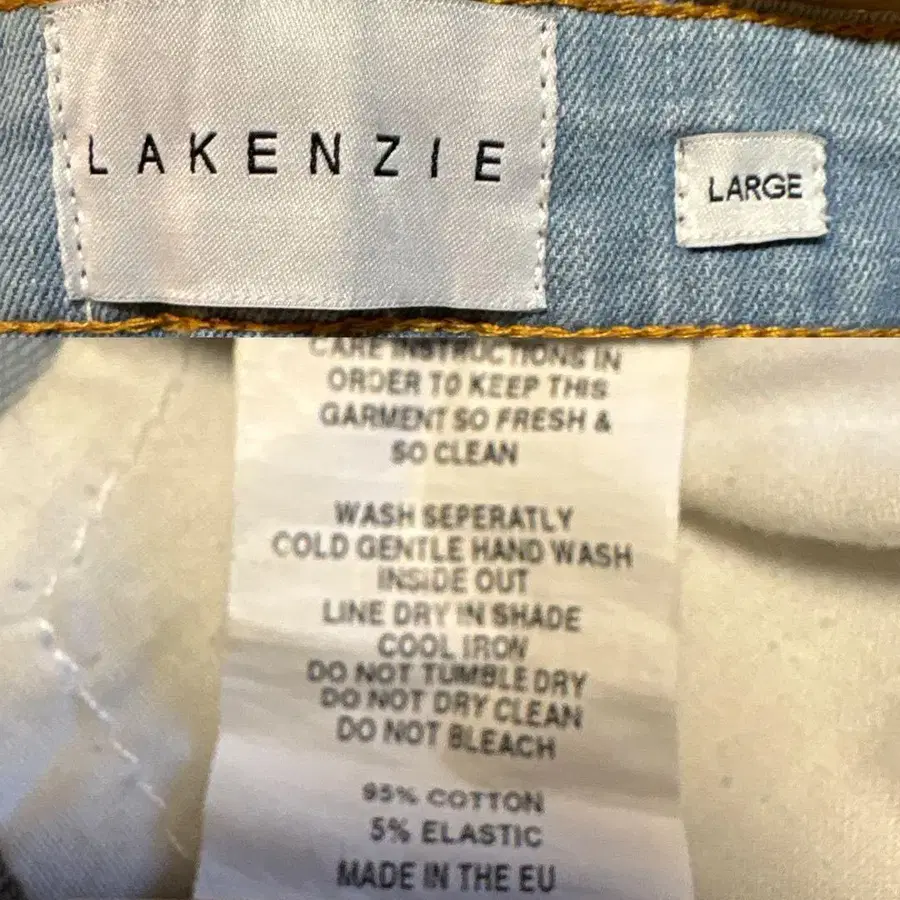 LAKENZIE
LARGE
CARE INSTRUCTIONS IN
ORDER TO KEEP THIS
GARMENT SO FRESH &
SO CLEAN
WASH SEPERATLY
COLD GENTLE HAND WASH
INSIDE OUT
LINE DRY IN SHADE
COOL IRON
DO NOT TUMBLE DRY
DO NOT DRY CLEAN
DO NOT BLEACH
95% COTTON
5% ELASTIC
MADE IN THE EU